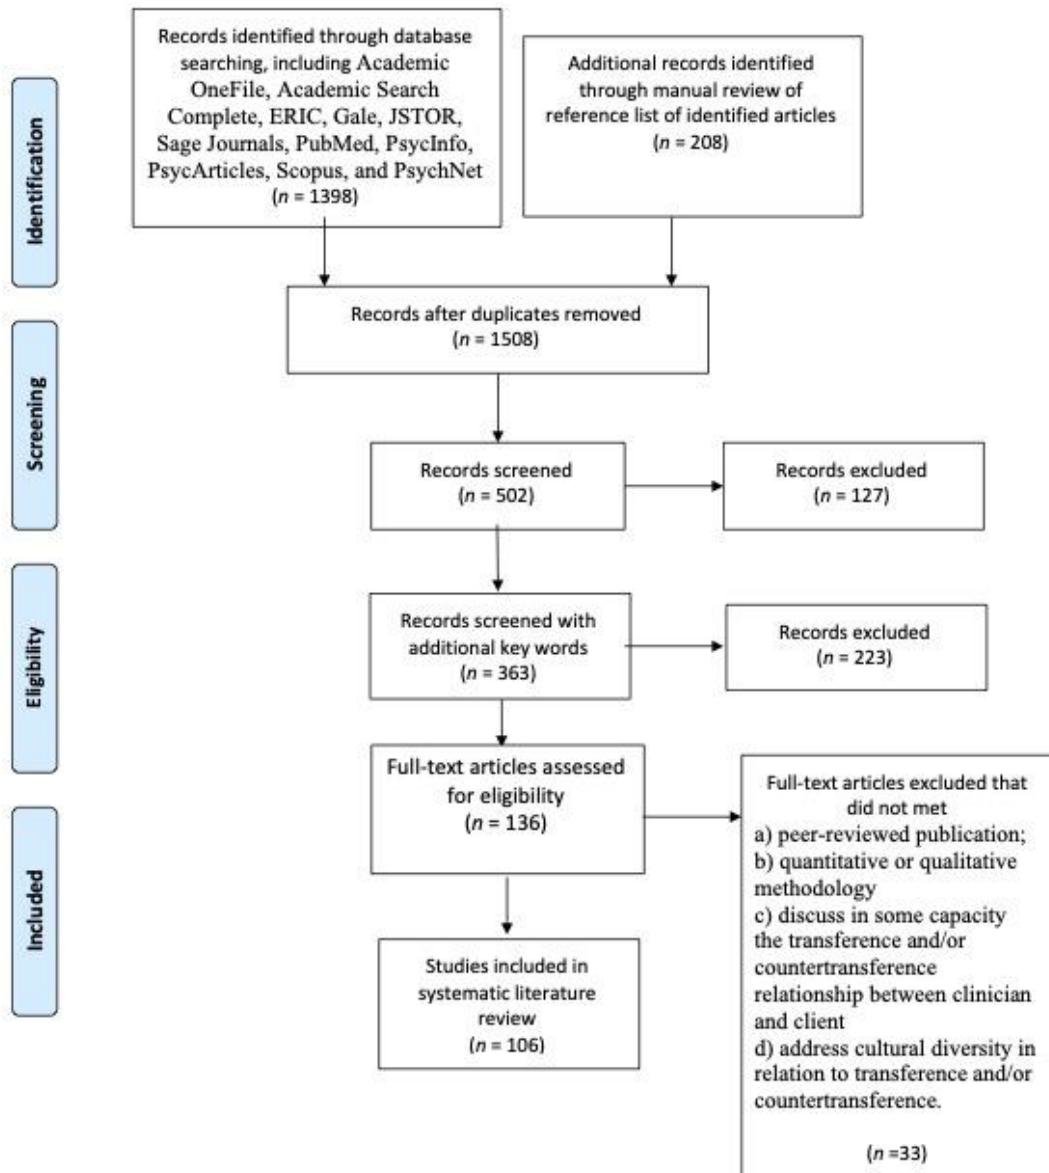 Records identified through database
searching, including Academic
OneFile, Academic Search
Complete, ERIC, Gale, JSTOR,
Sage Journals, PubMed, PsycInfo,
PsycArticles, Scopus, and PsychNet
(n = 1398)
Additional records identified
through manual review of
reference list of identified articles
(n = 208)
Identification
Records after duplicates removed
(n = 1508)
Screening
Records screened
(n = 502)
Records excluded
(n = 127)
Eligibility
Records screened with
additional key words
(n = 363)
Records excluded
(n = 223)
Full-text articles assessed
for eligibility
(n = 136)
Full-text articles excluded that
did not met
a) peer-reviewed publication;
b) quantitative or qualitative
methodology
c) discuss in some capacity
the transference and/or
countertransference
relationship between clinician
and client
d) address cultural diversity in
relation to transference and/or
countertransference.
(n =33)
Included
Studies included in
systematic literature
review
(n = 106)